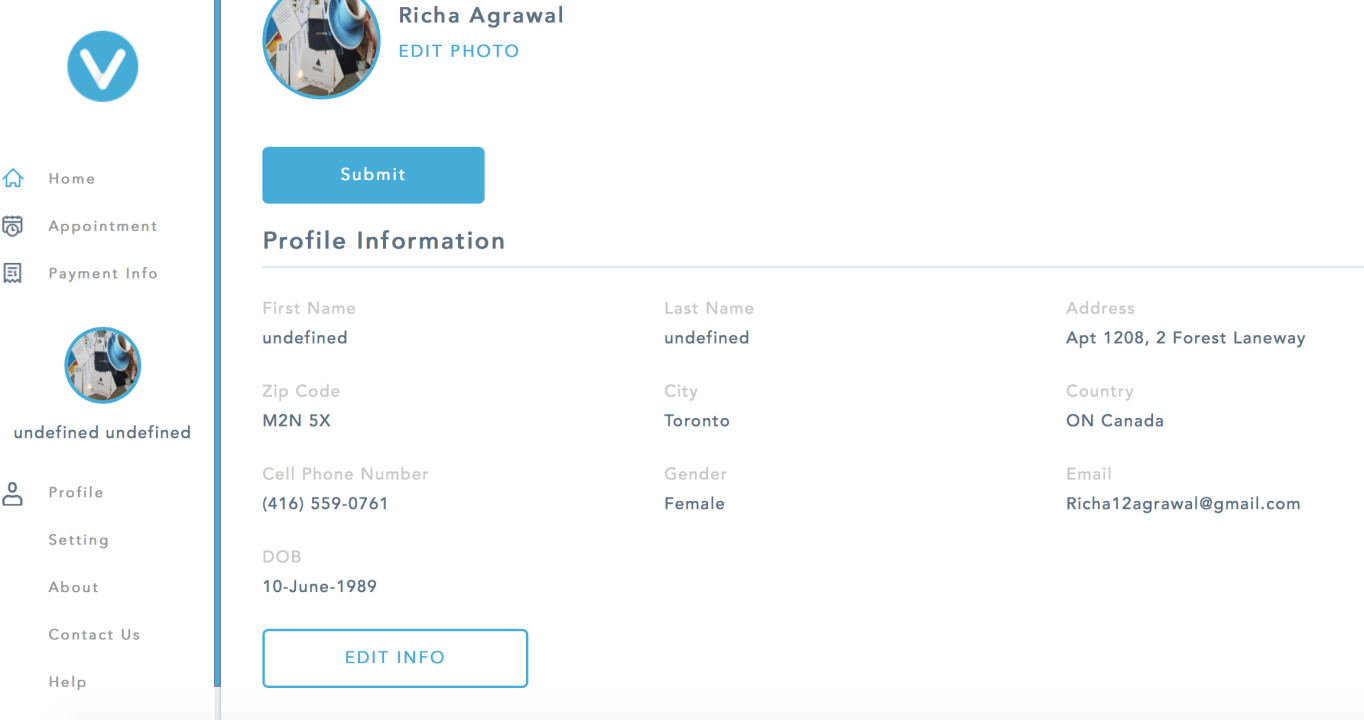 Richa Agrawal
EDIT PHOTO
Home
Appointment
Payment Info
undefined undefined
Profile
Setting
About
Contact Us
Help
Submit
Profile Information
First Name
undefined
Last Name
undefined
Address
Apt 1208, 2 Forest Laneway
Zip Code
M2N 5X
City
Toronto
Country
ON Canada
Cell Phone Number
(416) 559-0761
Gender
Female
Email
Richa12agrawal@gmail.com
DOB
10-June-1989
EDIT INFO